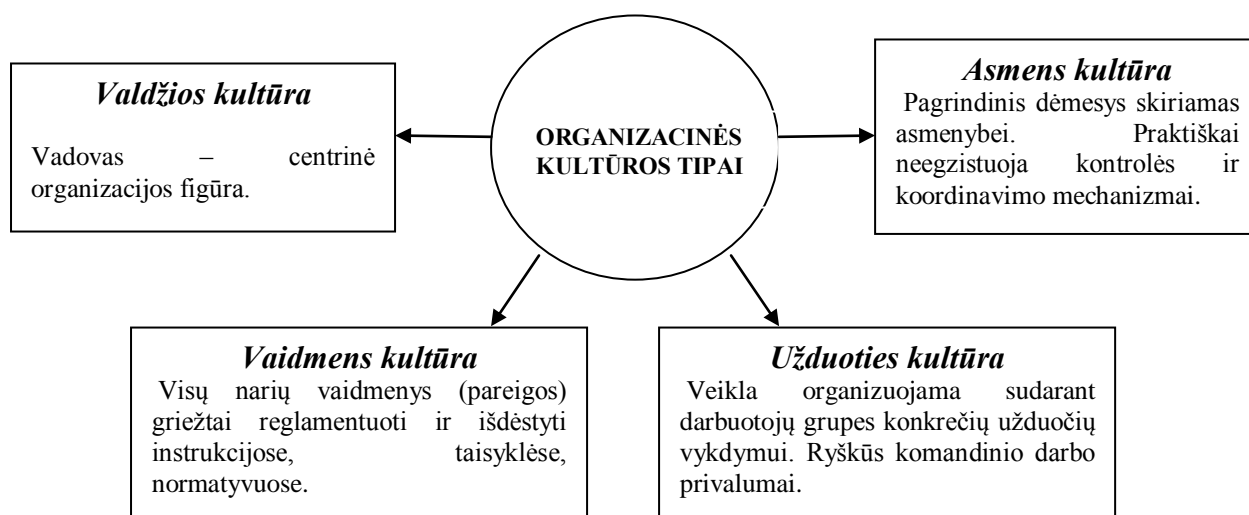 Valdžios kultūra
Vadovas – centrinė
organizacijos figūra.
ORGANIZACINĖS
KULTŪROS TIPAI
Asmens kultūra
Pagrindinis dėmesys skiriamas
asmenybei. Praktiškai
neegzistuoja kontrolės ir
koordinavimo mechanizmai.
Vaidmens kultūra
Visų narių vaidmenys (pareigos)
griežtai reglamentuoti ir išdėstyti
instrukcijose, taisyklėse,
normatyvuose.
Užduoties kultūra
Veikla organizuojama sudarant
darbuotojų grupes konkrečių užduočių
vykdymui. Ryškūs komandinio darbo
privalumai.